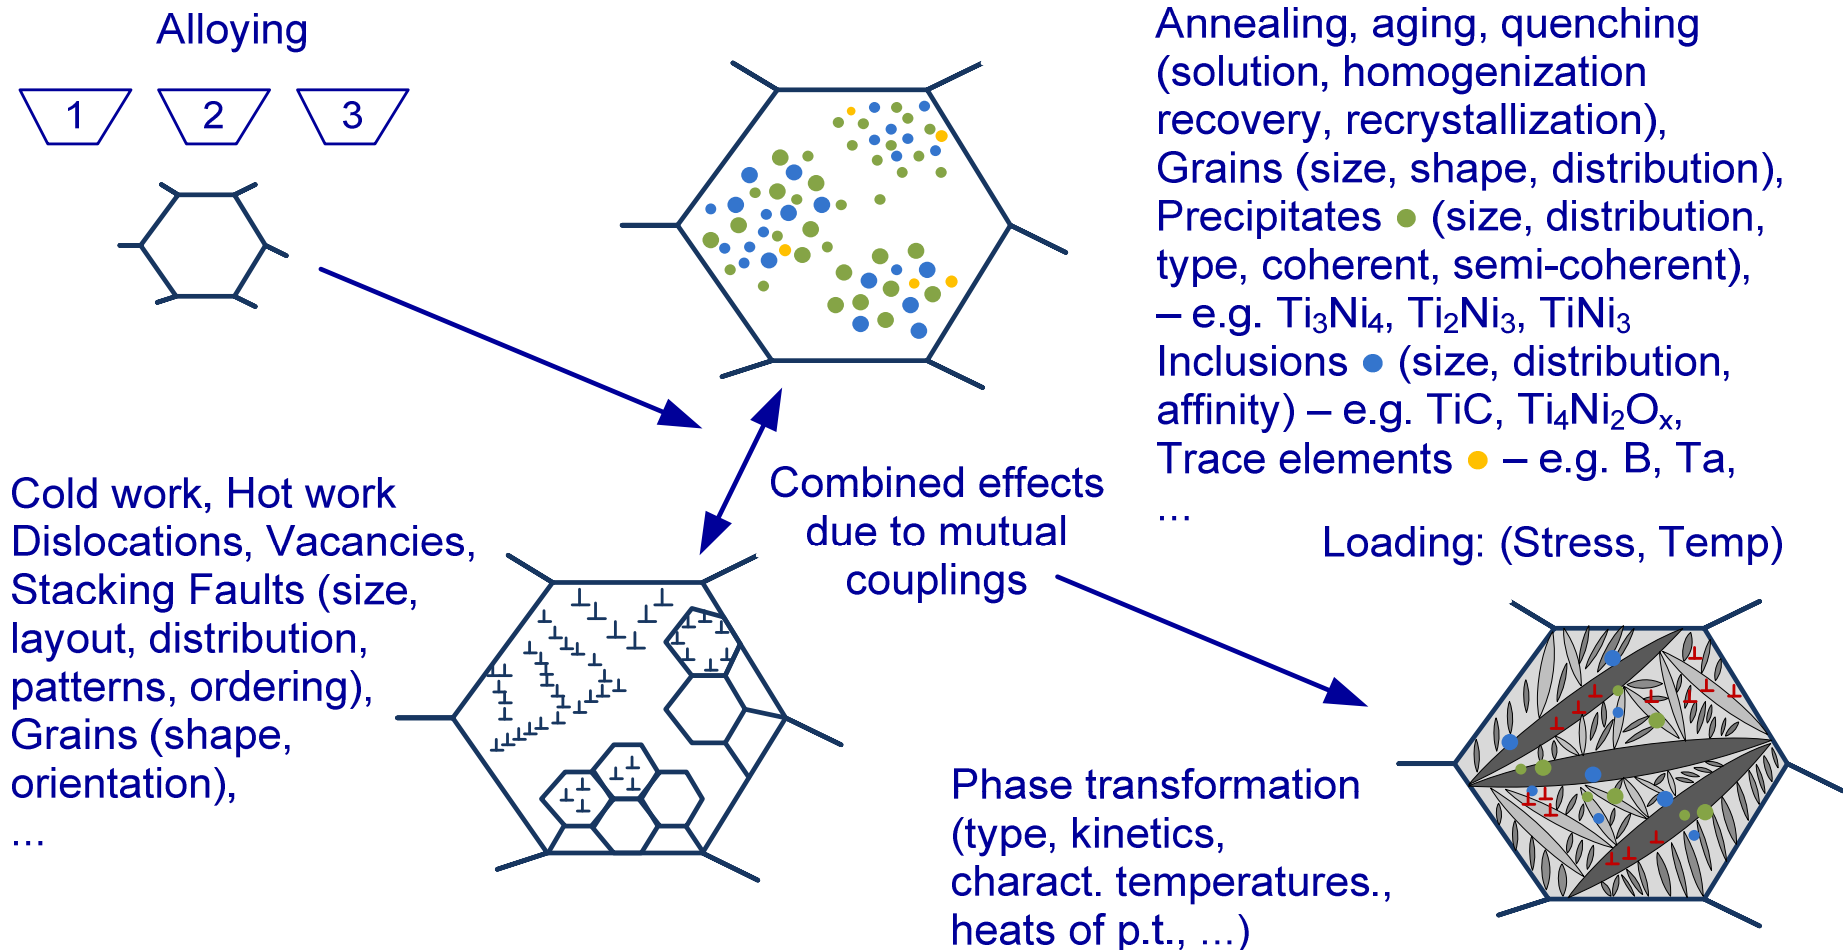 Alloying
1 2 3
Annealing, aging, quenching
(solution, homogenization
recovery, recrystallization),
Grains (size, shape, distribution),
Precipitates ● (size, distribution,
type, coherent, semi-coherent),
– e.g. Ti₃Ni₄, Ti₂Ni₃, TiNi₃
Inclusions ● (size, distribution,
affinity) – e.g. TiC, Ti₄Ni₂Oₓ,
Trace elements ● – e.g. B, Ta,
...
Cold work, Hot work
Dislocations, Vacancies,
Stacking Faults (size,
layout, distribution,
patterns, ordering),
Grains (shape,
orientation),
...
Combined effects
due to mutual
couplings
Loading: (Stress, Temp)
Phase transformation
(type, kinetics,
charact. temperatures.,
heats of p.t., ...)